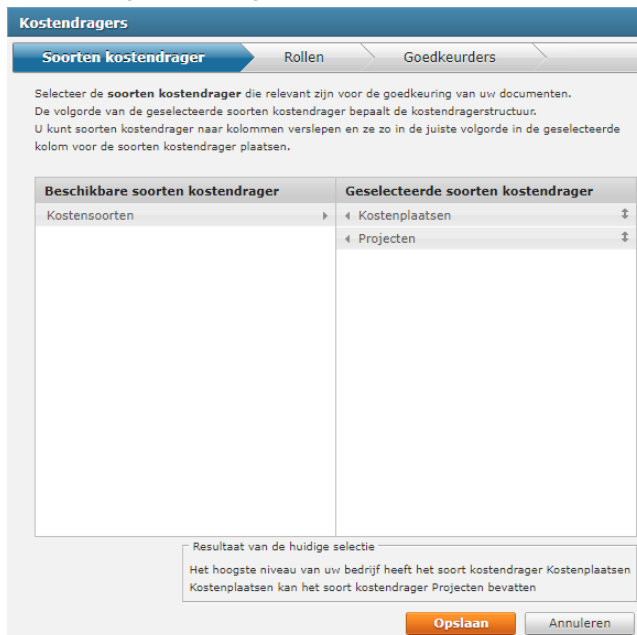 Kostendragers
Soorten kostendrager Rollen Goedkeurders
Selecteer de soorten kostendrager die relevant zijn voor de goedkeuring van uw documenten.
De volgorde van de geselecteerde soorten kostendrager bepaalt de kostendragerstructuur.
U kunt soorten kostendrager naar kolommen verslepen en ze zo in de juiste volgorde in de geselecteerde
kolom voor de soorten kostendrager plaatsen.
Beschikbare soorten kostendrager Geselecteerde soorten kostendrager
Kostensoorten Kostenplaatsen
Projecten
Resultaat van de huidige selectie
Het hoogste niveau van uw bedrijf heeft het soort kostendrager Kostenplaatsen
Kostenplaatsen kan het soort kostendrager Projecten bevatten
Opslaan Annuleren